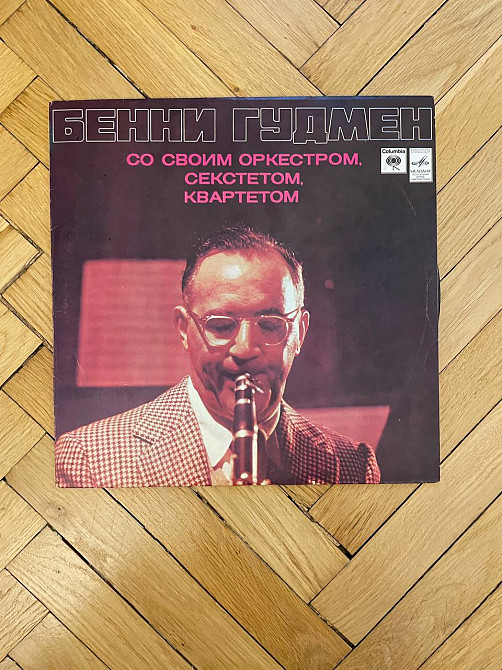 БЕННИ ГУДМЕН
СО СВОИМ ОРКЕСТРОМ,
СЕКСТЕТОМ,
КВАРТЕТОМ
Columbia
МЕЛОДИЯ